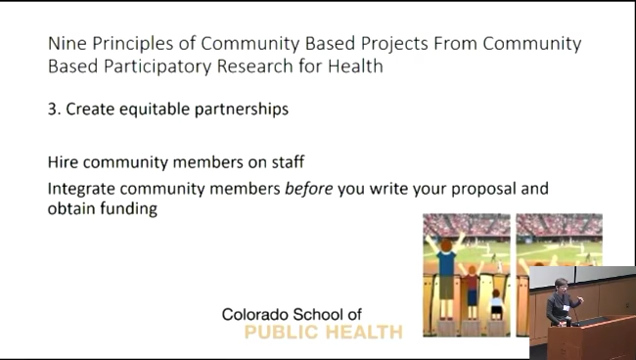 Nine Principles of Community Based Projects From Community
Based Participatory Research for Health
3. Create equitable partnerships
Hire community members on staff
Integrate community members before you write your proposal and
obtain funding
Colorado School of
PUBLIC HEALTH